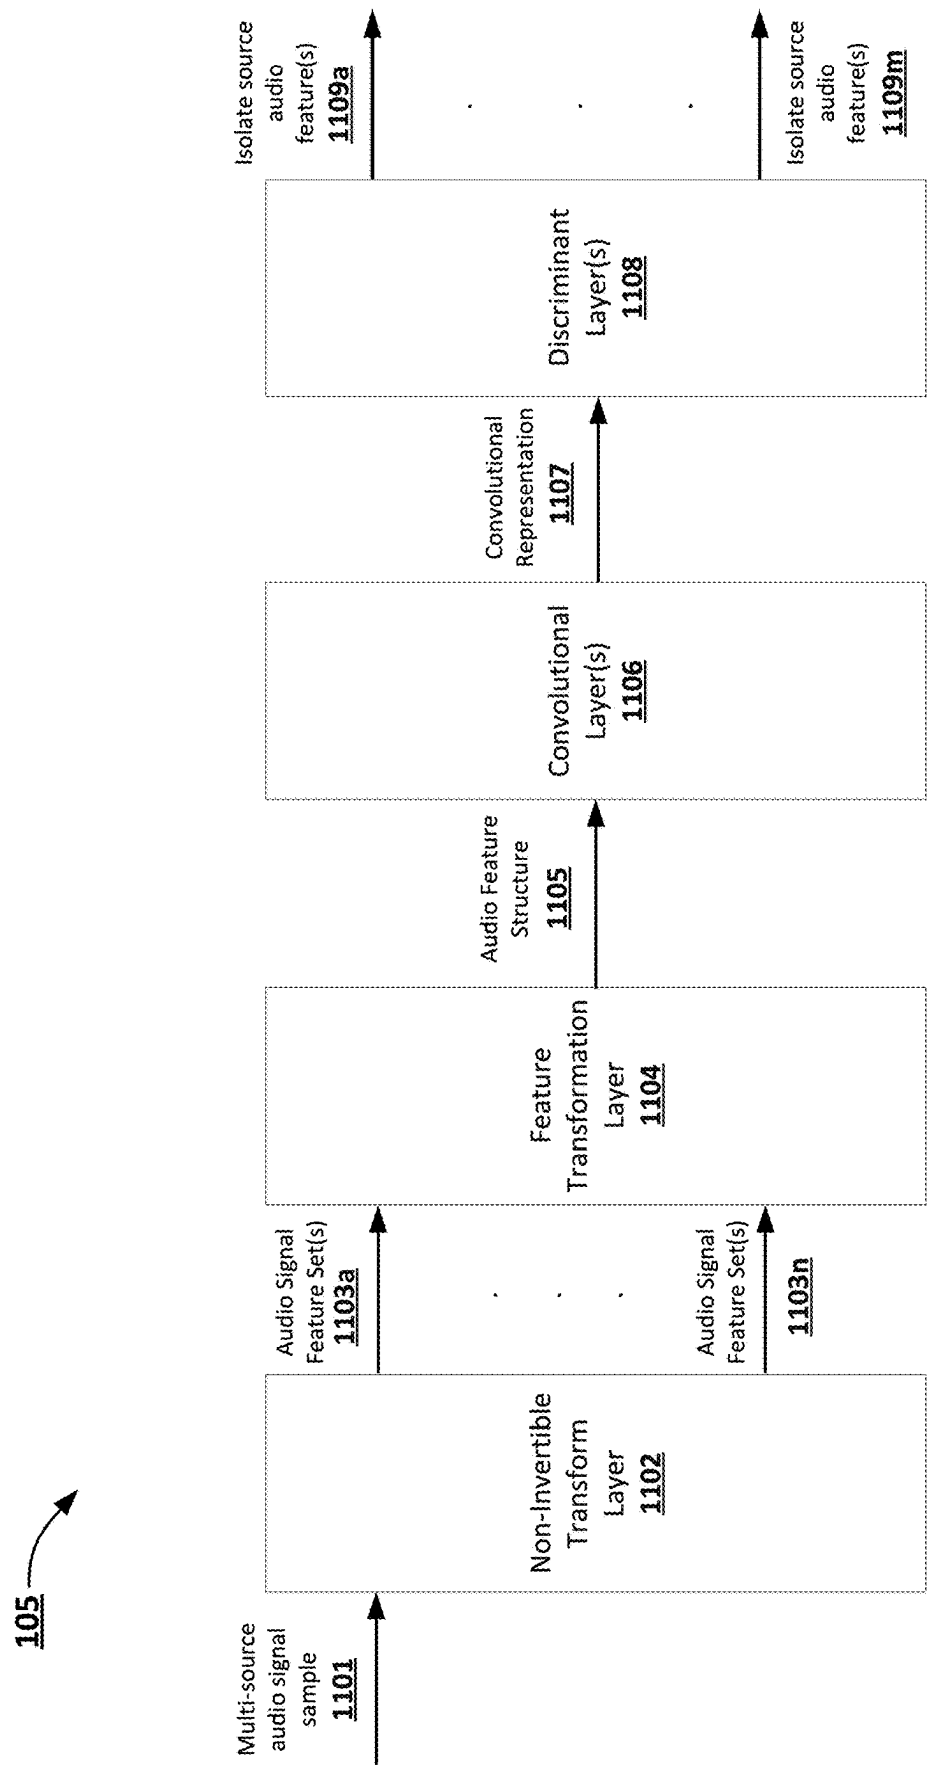 105
Multi-source
audio signal
sample
1101
Non-Invertible
Transform
Layer
1102
Audio Signal
Feature Set(s)
1103a
Audio Signal
Feature Set(s)
1103n
Feature
Transformation
Layer
1104
Audio Feature
Structure
1105
Convolutional
Layer(s)
1106
Convolutional
Representation
1107
Discriminant
Layer(s)
1108
Isolate source
audio
feature(s)
1109a
Isolate source
audio
feature(s)
1109m